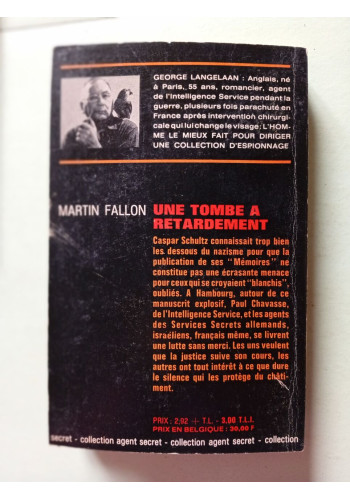 GEORGE LANGELAAN : Anglais, né
à Paris, 55 ans, romancier, agent
de l'Intelligence Service pendant la
guerre, plusieurs fois parachuté en
France après intervention chirurgi-
cale qui lui change le visage : L'HOM-
ME LE MIEUX FAIT POUR DIRIGER
UNE COLLECTION D'ESPIONNAGE
MARTIN FALLON UNE TOMBE A
RETARDEMENT
Caspar Schultz connaissait trop bien
les dessous du nazisme pour que la
publication de ses "Mémoires" ne
constitue pas une écrasante menace
pour ceux qui se croyaient "blanchis",
oubliés. A Hambourg, autour de ce
manuscrit explosif, Paul Chavasse,
de l'Intelligence Service, et les agents
des Services Secrets allemands,
israéliens, français même, se livrent
une lutte sans merci. Les uns veulent
que la justice suive son cours, les
autres ont tout intérêt à ce que dure
le silence qui les protège du châti-
ment.
PRIX : 2,92 + T.L. - 3,00 T.L.I.
PRIX EN BELGIQUE : 30,00 F
secret - collection agent secret - collection agent secret - collection